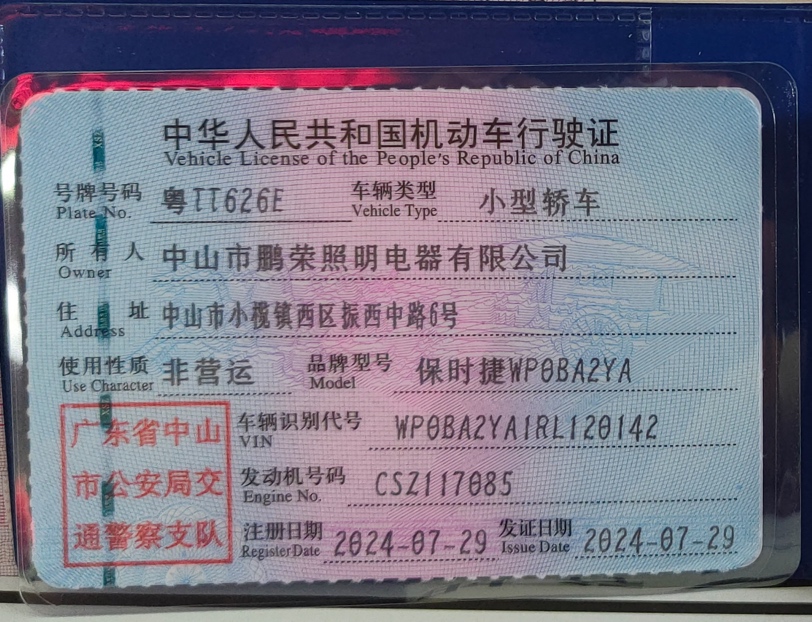 中华人民共和国机动车行驶证
Vehicle License of the People's Republic of China
号牌号码 粤TT626E 车辆类型 小型轿车
Plate No. Vehicle Type
所有人 中山市鹏荣照明电器有限公司
Owner
住址 中山市小榄镇西区振西中路6号
Address
使用性质 非营运 品牌型号 保时捷WP0BA2YA
Use Character Model
车辆识别代号 WP0BA2YA1RL120142
VIN
发动机号码 CSZ117085
Engine No.
注册日期 2024-07-29 发证日期 2024-07-29
Register Date Issue Date
广东省中山
市公安局交
通警察支队